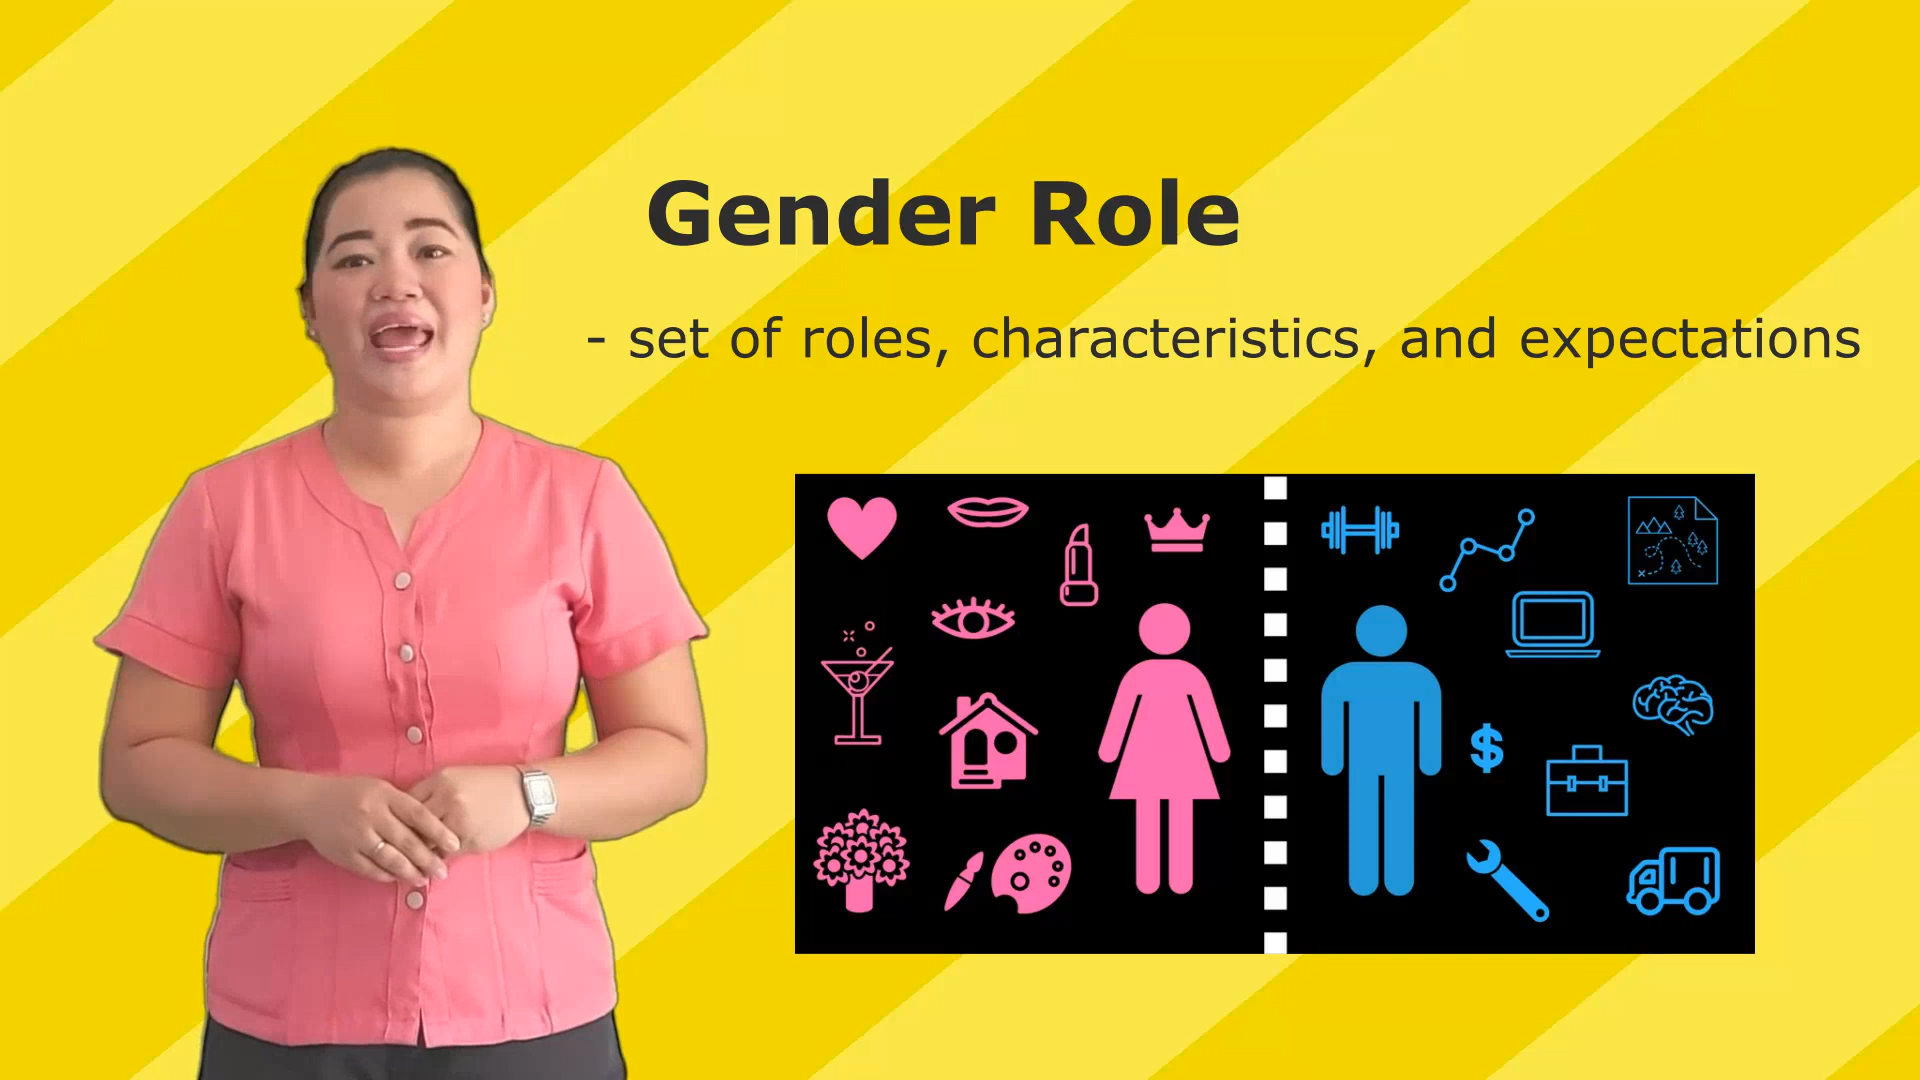 Gender Role
- set of roles, characteristics, and expectations
$